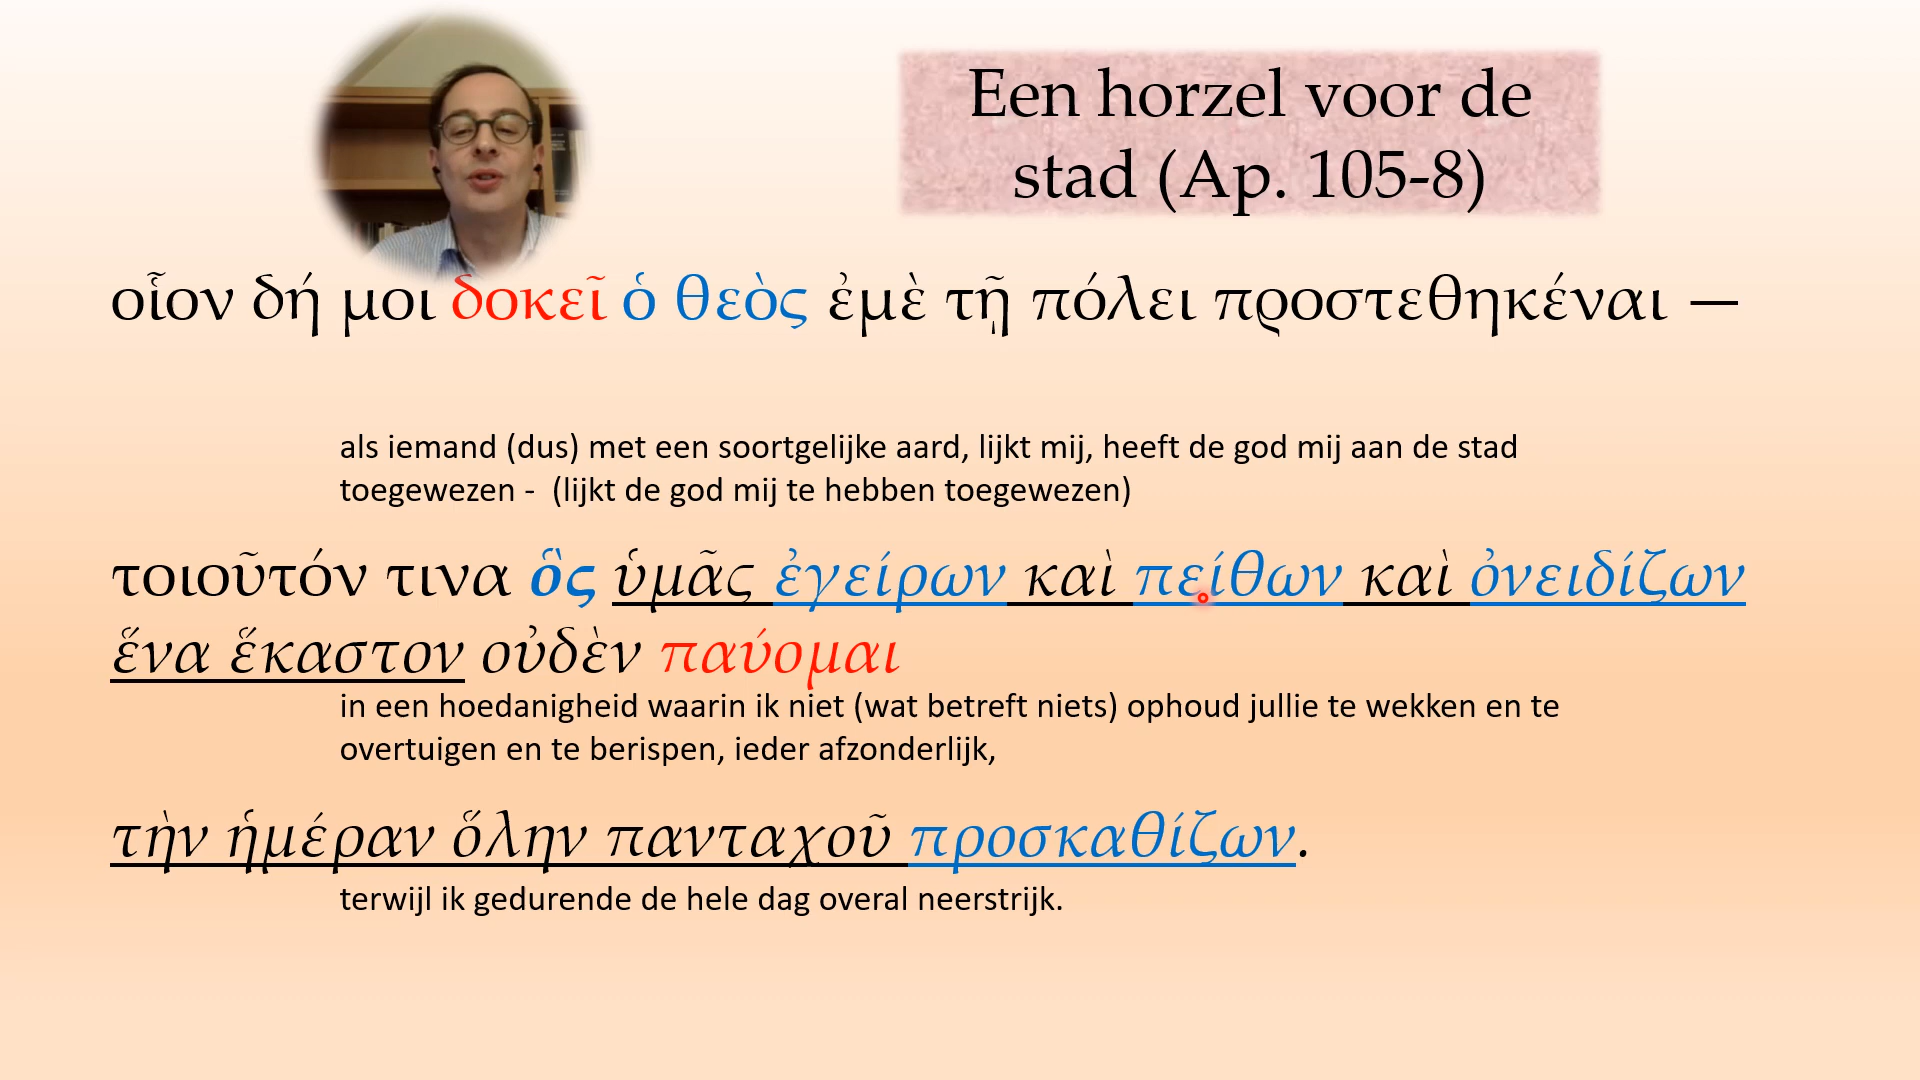 Een horzel voor de
stad (Ap. 105-8)
οἷον δή μοι δοκεῖ ὁ θεὸς ἐμὲ τῇ πόλει προστεθηκέναι —
als iemand (dus) met een soortgelijke aard, lijkt mij, heeft de god mij aan de stad
toegewezen - (lijkt de god mij te hebben toegewezen)
τοιοῦτόν τινα ὃς ὑμᾶς ἐγείρων καὶ πείθων καὶ ὀνειδίζων
ἕνα ἕκαστον οὐδὲν παύομαι
in een hoedanigheid waarin ik niet (wat betreft niets) ophoud jullie te wekken en te
overtuigen en te berispen, ieder afzonderlijk,
τὴν ἡμέραν ὅλην πανταχοῦ προσκαθίζων.
terwijl ik gedurende de hele dag overal neerstrijk.